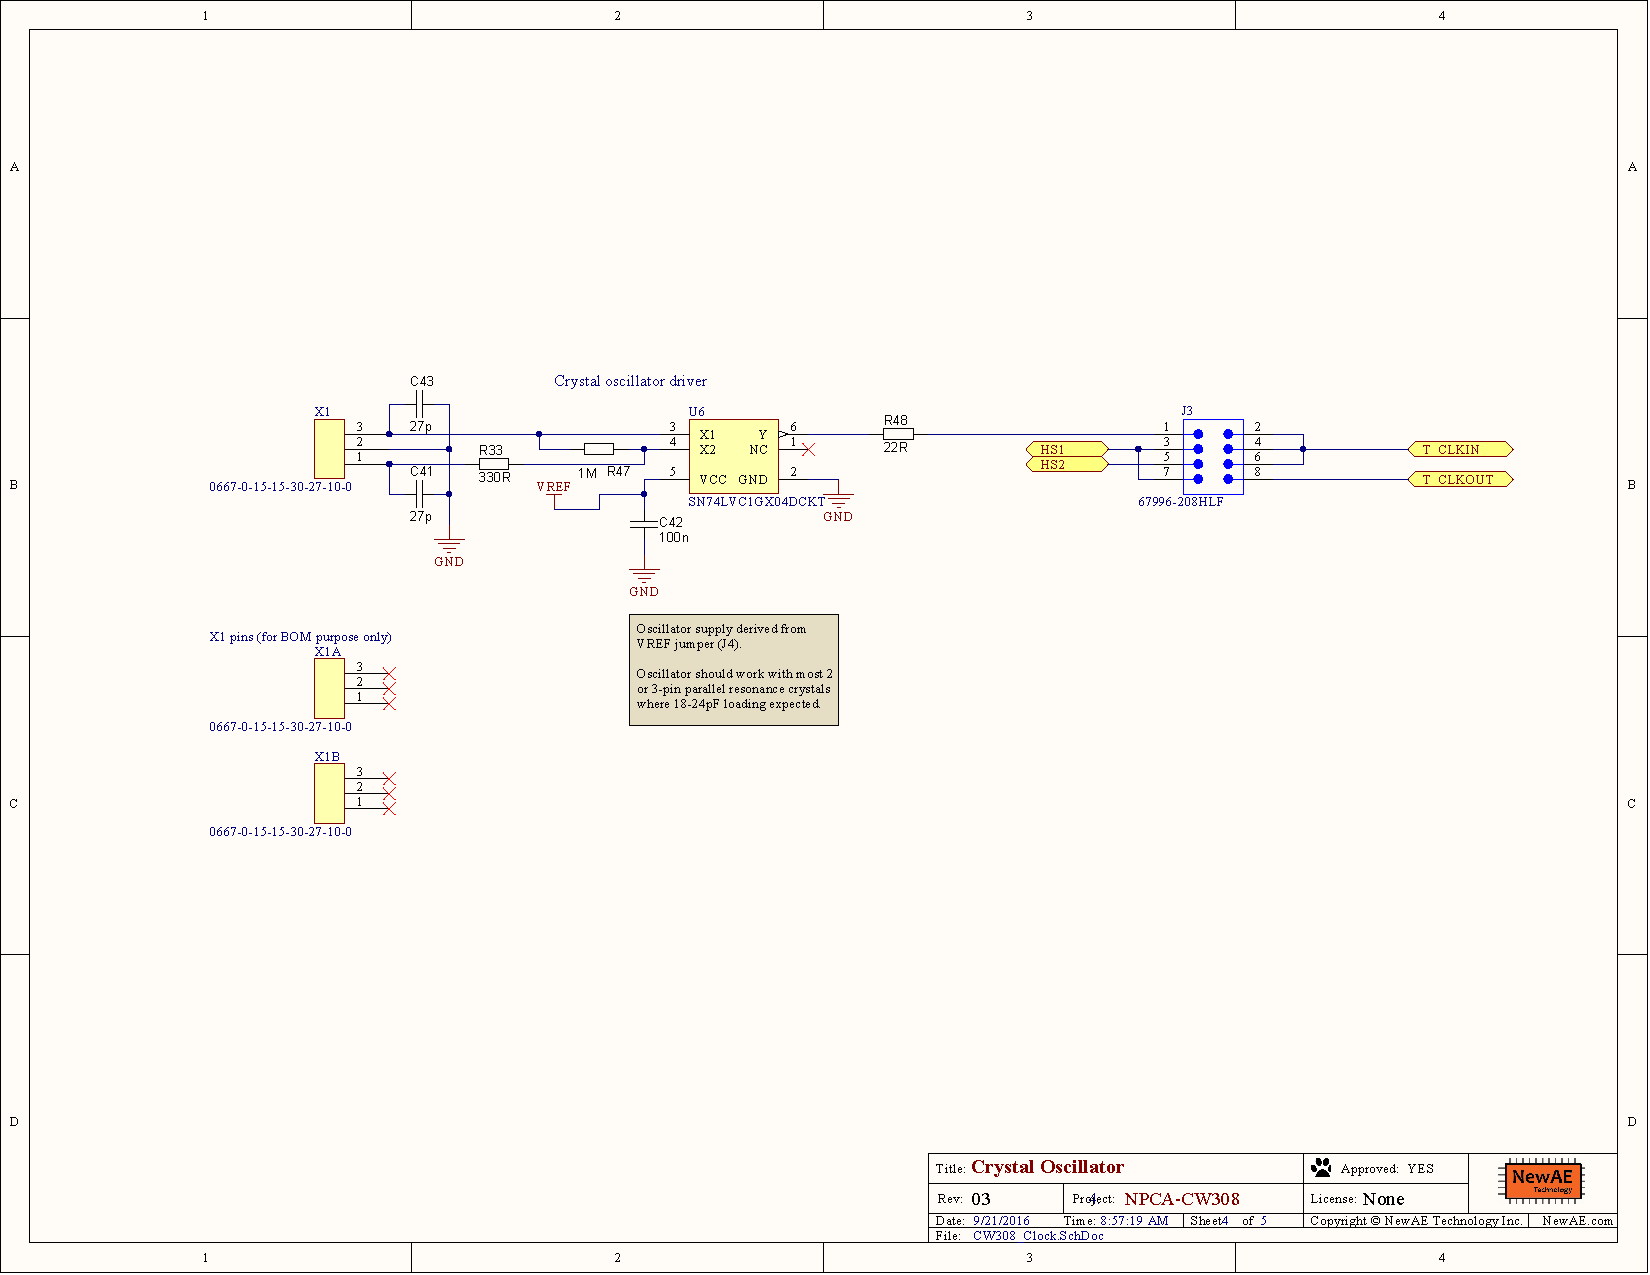 1 2 3 4
A A
B B
C C
D D
Crystal oscillator driver
C43
27p
X1
3
2
1
0667-0-15-15-30-27-10-0
C41
27p
GND
R33
330R
1M R47
VREF
C42
100n
GND
U6
3 X1 Y 6
4 X2 NC 1
5 VCC GND 2
SN74LVC1GX04DCKT
GND
R48
22R
HS1
HS2
J3
1 2
3 4
5 6
7 8
67996-208HLF
T_CLKIN
T_CLKOUT
X1 pins (for BOM purpose only)
X1A
3
2
1
0667-0-15-15-30-27-10-0
X1B
3
2
1
0667-0-15-15-30-27-10-0
Oscillator supply derived from
VREF jumper (J4).
Oscillator should work with most 2
or 3-pin parallel resonance crystals
where 18-24pF loading expected.
Title: Crystal Oscillator
Approved: YES
Rev: 03
Project: NPCA-CW308
4
License: None
Date: 9/21/2016 Time: 8:57:19 AM Sheet4 of 5
Copyright © NewAE Technology Inc. NewAE.com
File: CW308_Clock.SchDoc
NewAE
Technology
1 2 3 4